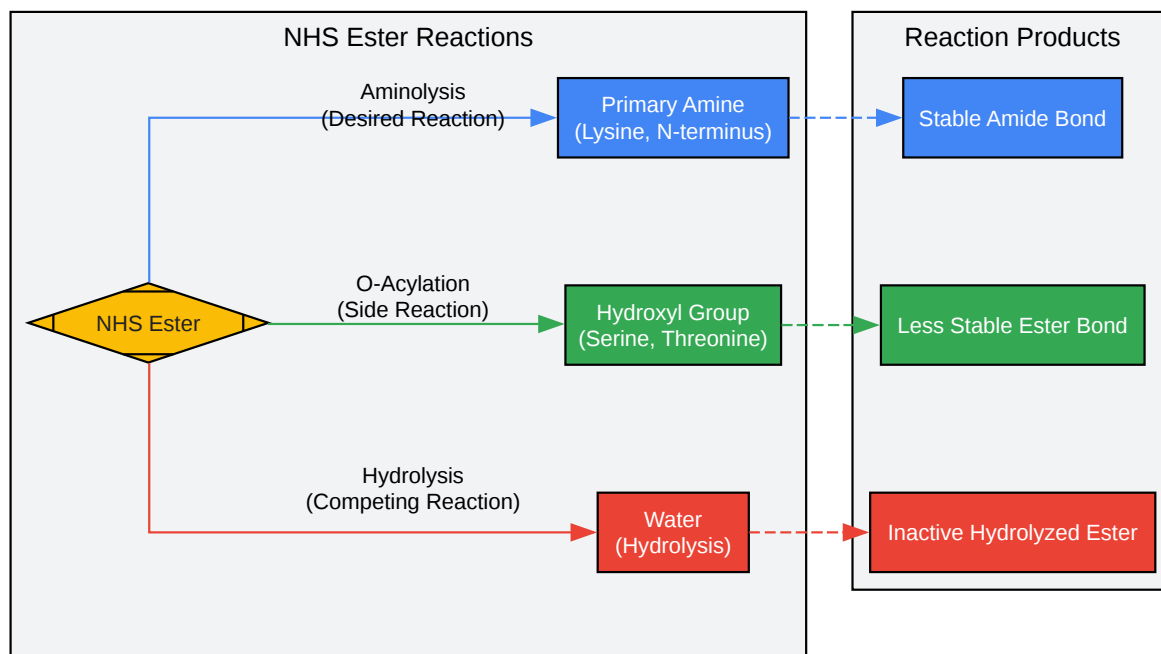 NHS Ester Reactions
Reaction Products
Aminolysis
(Desired Reaction)
Primary Amine
(Lysine, N-terminus)
Stable Amide Bond
NHS Ester
O-Acylation
(Side Reaction)
Hydroxyl Group
(Serine, Threonine)
Less Stable Ester Bond
Hydrolysis
(Competing Reaction)
Water
(Hydrolysis)
Inactive Hydrolyzed Ester